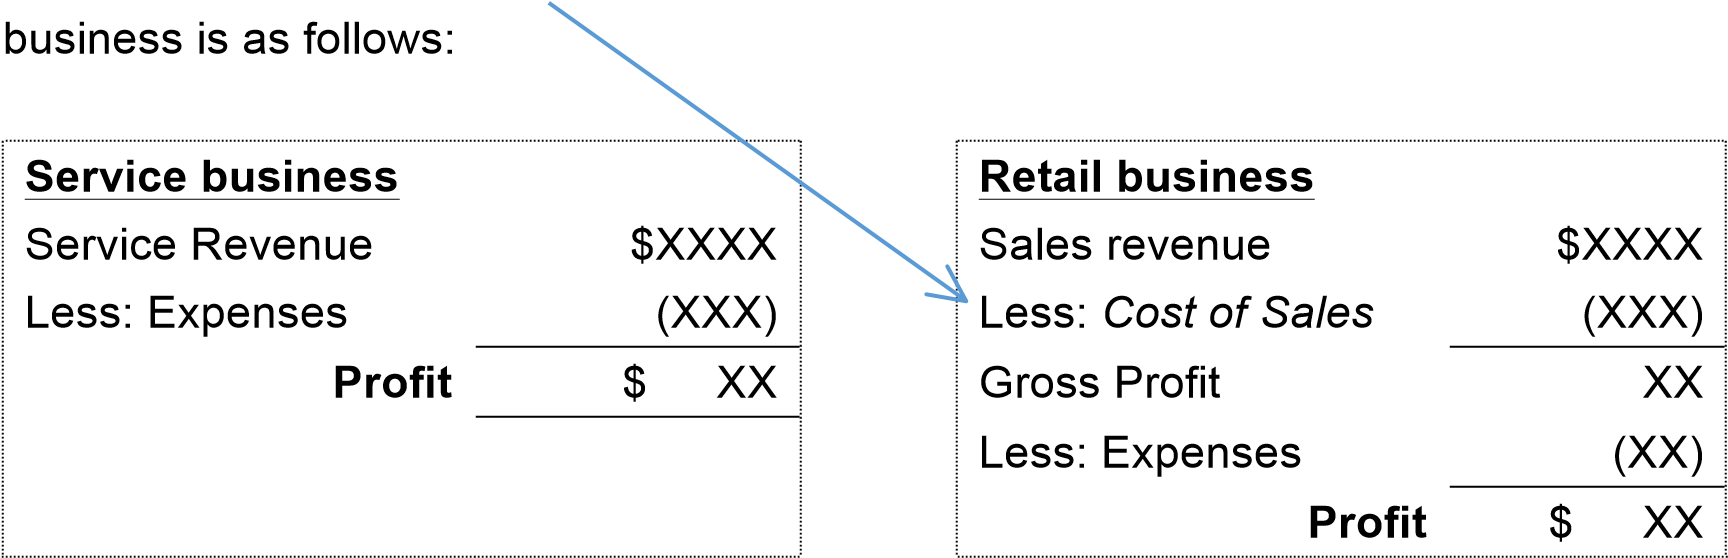 business is as follows:
Service business
Service Revenue $XXXX
Less: Expenses (XXX)
Profit $ XX
Retail business
Sales revenue $XXXX
Less: Cost of Sales (XXX)
Gross Profit XX
Less: Expenses (XX)
Profit $ XX